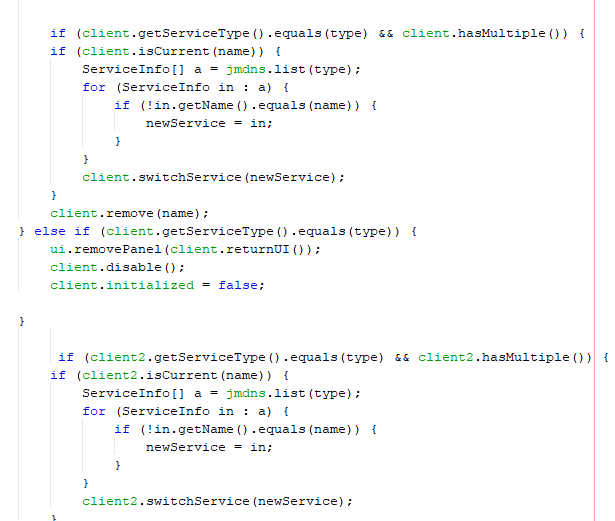 if (client.getServiceType().equals(type) && client.hasMultiple()) {
if (client.isCurrent(name)) {
ServiceInfo[] a = jmdns.list(type);
for (ServiceInfo in : a) {
if (!in.getName().equals(name)) {
newService = in;
}
}
client.switchService(newService);
}
client.remove(name);
} else if (client.getServiceType().equals(type)) {
ui.removePanel(client.returnUI());
client.disable();
client.initialized = false;
}
if (client2.getServiceType().equals(type) && client2.hasMultiple()) {
if (client2.isCurrent(name)) {
ServiceInfo[] a = jmdns.list(type);
for (ServiceInfo in : a) {
if (!in.getName().equals(name)) {
newService = in;
}
}
client2.switchService(newService);
}